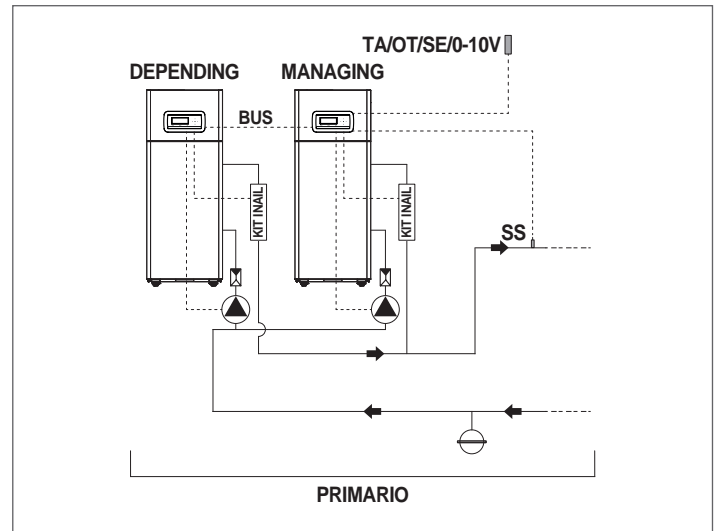 TA/OT/SE/0-10V
DEPENDING
MANAGING
BUS
KIT INAIL
KIT INAIL
SS
PRIMARIO